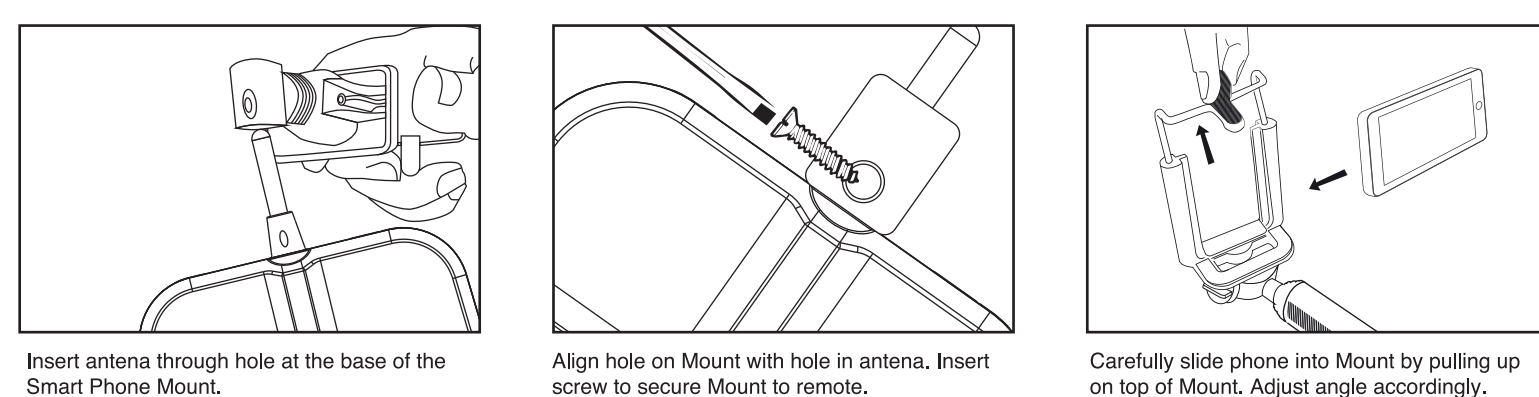 Insert antena through hole at the base of the
Smart Phone Mount.
Align hole on Mount with hole in antena. Insert
screw to secure Mount to remote.
Carefully slide phone into Mount by pulling up
on top of Mount. Adjust angle accordingly.